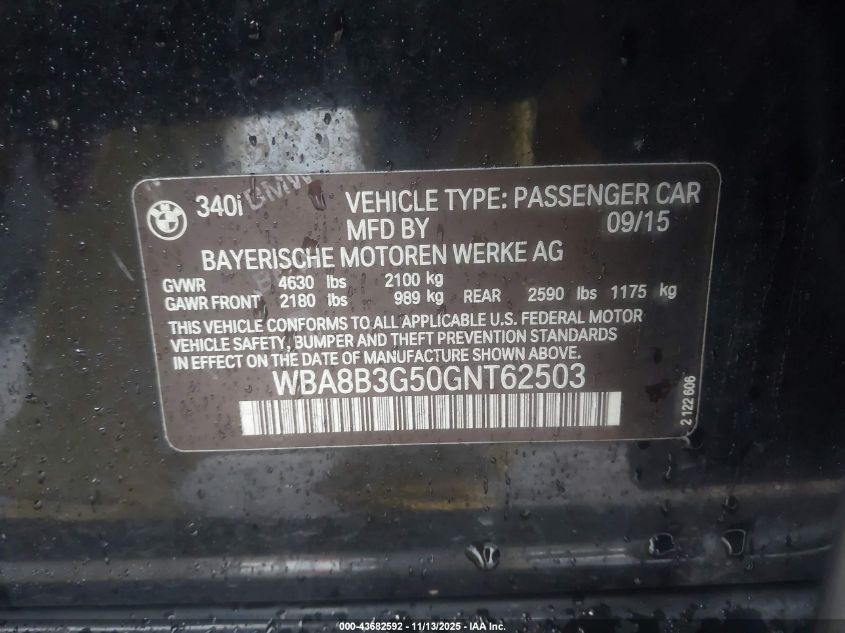 340i VEHICLE TYPE: PASSENGER CAR
MFD BY 09/15
BAYERISCHE MOTOREN WERKE AG
GVWR 4630 lbs 2100 kg
GAWR FRONT 2180 lbs 989 kg REAR 2590 lbs 1175 kg
THIS VEHICLE CONFORMS TO ALL APPLICABLE U.S. FEDERAL MOTOR
VEHICLE SAFETY, BUMPER AND THEFT PREVENTION STANDARDS
IN EFFECT ON THE DATE OF MANUFACTURE SHOWN ABOVE.
WBA8B3G50GNT62503
2 122 606
BMW
000-43682592 - 11/13/2025 - IAA Inc.